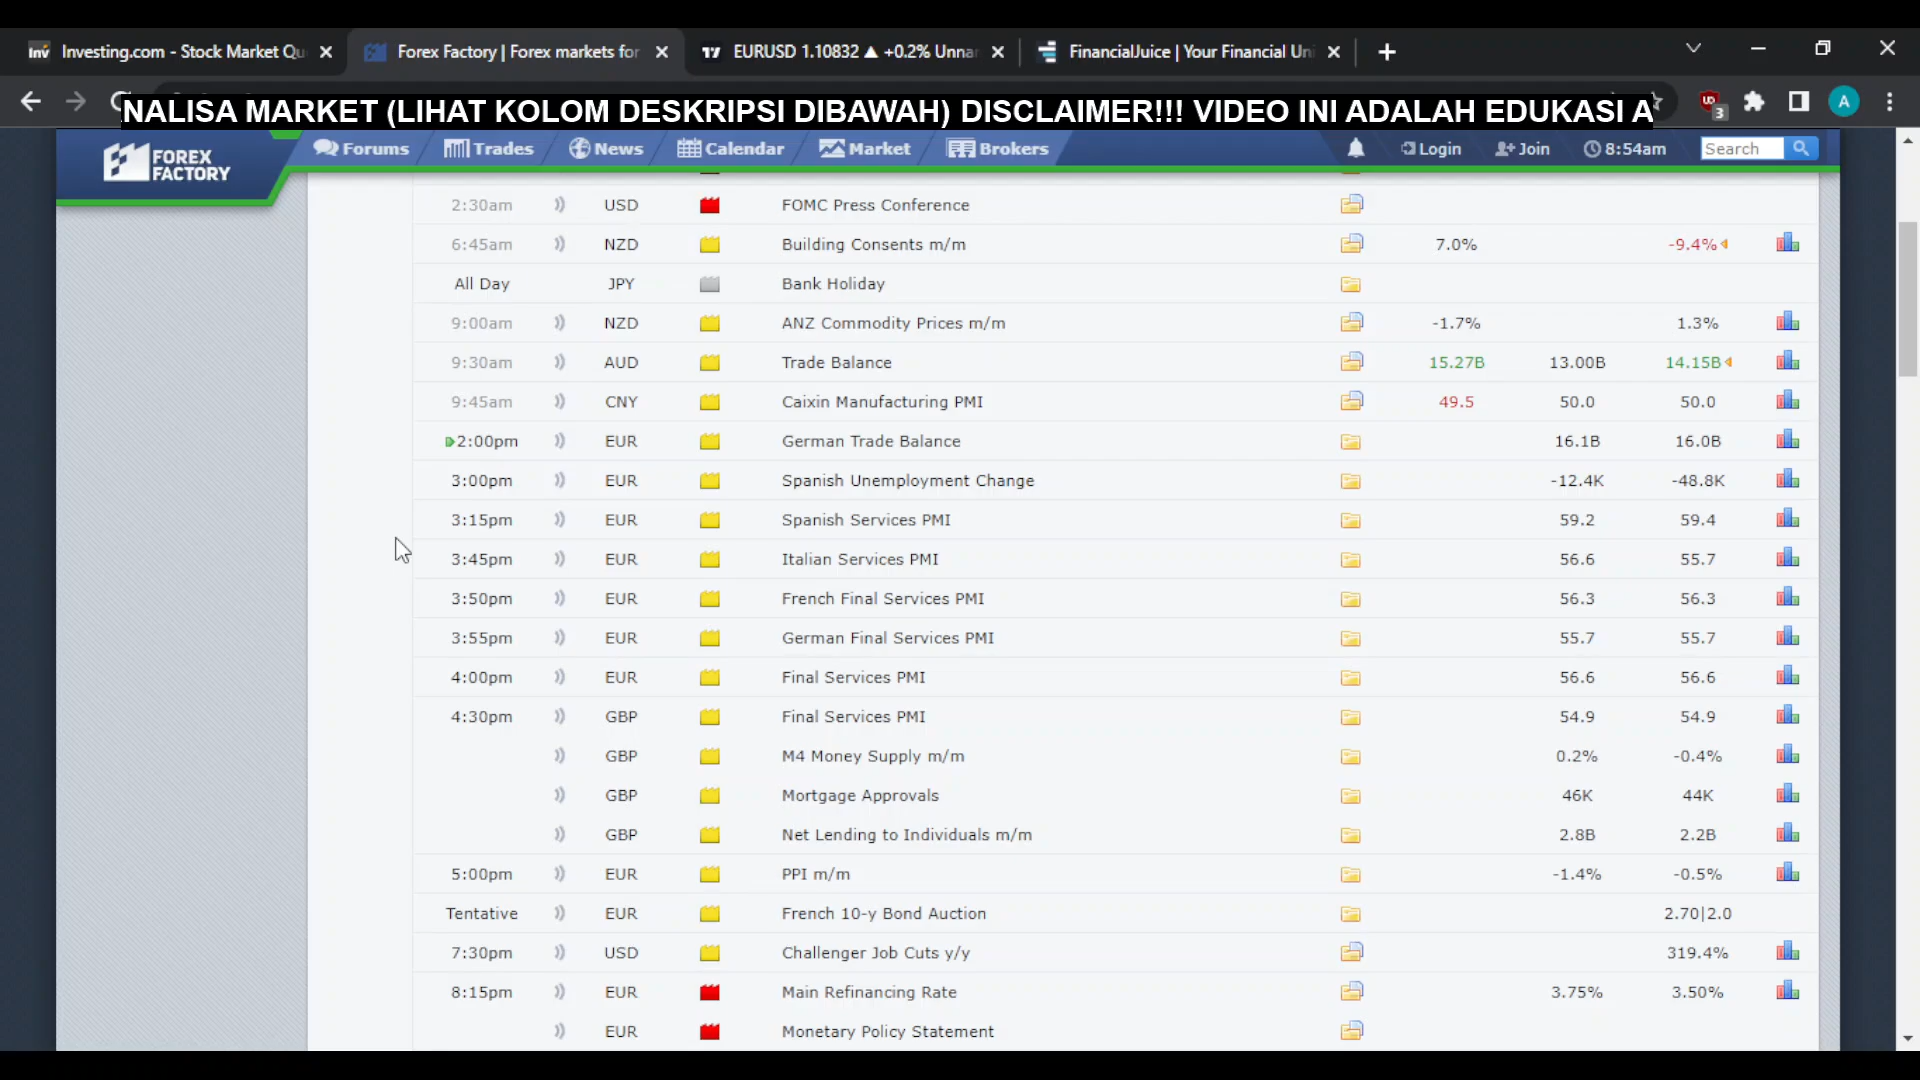 Inv Investing.com - Stock Market Qu
Forex Factory | Forex markets for
EURUSD 1.10832 ▲ +0.2% Unna
FinancialJuice | Your Financial Uni
NALISA MARKET (LIHAT KOLOM DESKRIPSI DIBAWAH) DISCLAIMER!!! VIDEO INI ADALAH EDUKASI A
3
A
FOREX FACTORY
Forums Trades News Calendar Market Brokers Login Join 8:54am Search
2:30am USD FOMC Press Conference
6:45am NZD Building Consents m/m 7.0% -9.4%
All Day JPY Bank Holiday
9:00am NZD ANZ Commodity Prices m/m -1.7% 1.3%
9:30am AUD Trade Balance 15.27B 13.00B 14.15B
9:45am CNY Caixin Manufacturing PMI 49.5 50.0 50.0
2:00pm EUR German Trade Balance 16.1B 16.0B
3:00pm EUR Spanish Unemployment Change -12.4K -48.8K
3:15pm EUR Spanish Services PMI 59.2 59.4
3:45pm EUR Italian Services PMI 56.6 55.7
3:50pm EUR French Final Services PMI 56.3 56.3
3:55pm EUR German Final Services PMI 55.7 55.7
4:00pm EUR Final Services PMI 56.6 56.6
4:30pm GBP Final Services PMI 54.9 54.9
GBP M4 Money Supply m/m 0.2% -0.4%
GBP Mortgage Approvals 46K 44K
GBP Net Lending to Individuals m/m 2.8B 2.2B
5:00pm EUR PPI m/m -1.4% -0.5%
Tentative EUR French 10-y Bond Auction 2.70|2.0
7:30pm USD Challenger Job Cuts y/y 319.4%
8:15pm EUR Main Refinancing Rate 3.75% 3.50%
EUR Monetary Policy Statement